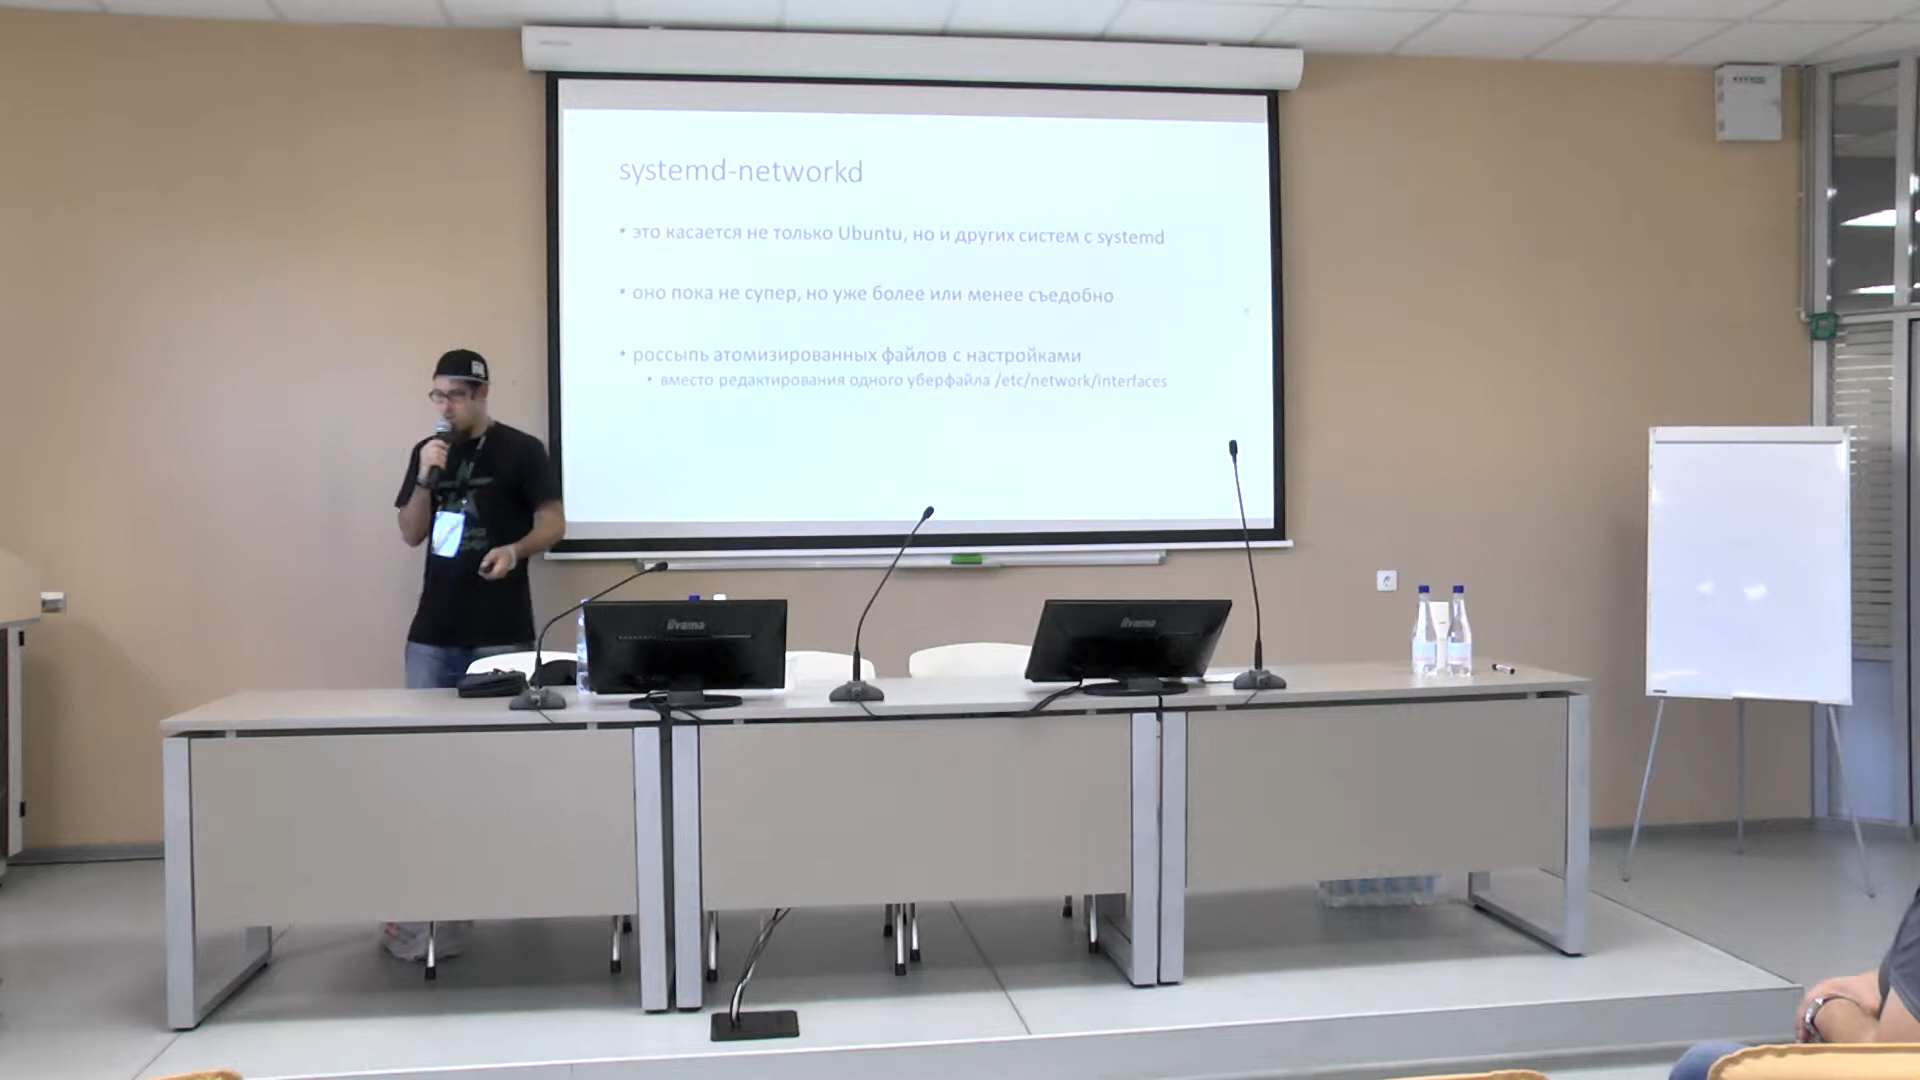 systemd-networkd
• это касается не только Ubuntu, но и других систем с systemd
• оно пока не супер, но уже более или менее съедобно
• россыпь атомизированных файлов с настройками
• вместо редактирования одного уберфайла /etc/network/interfaces
iiyama
iiyama